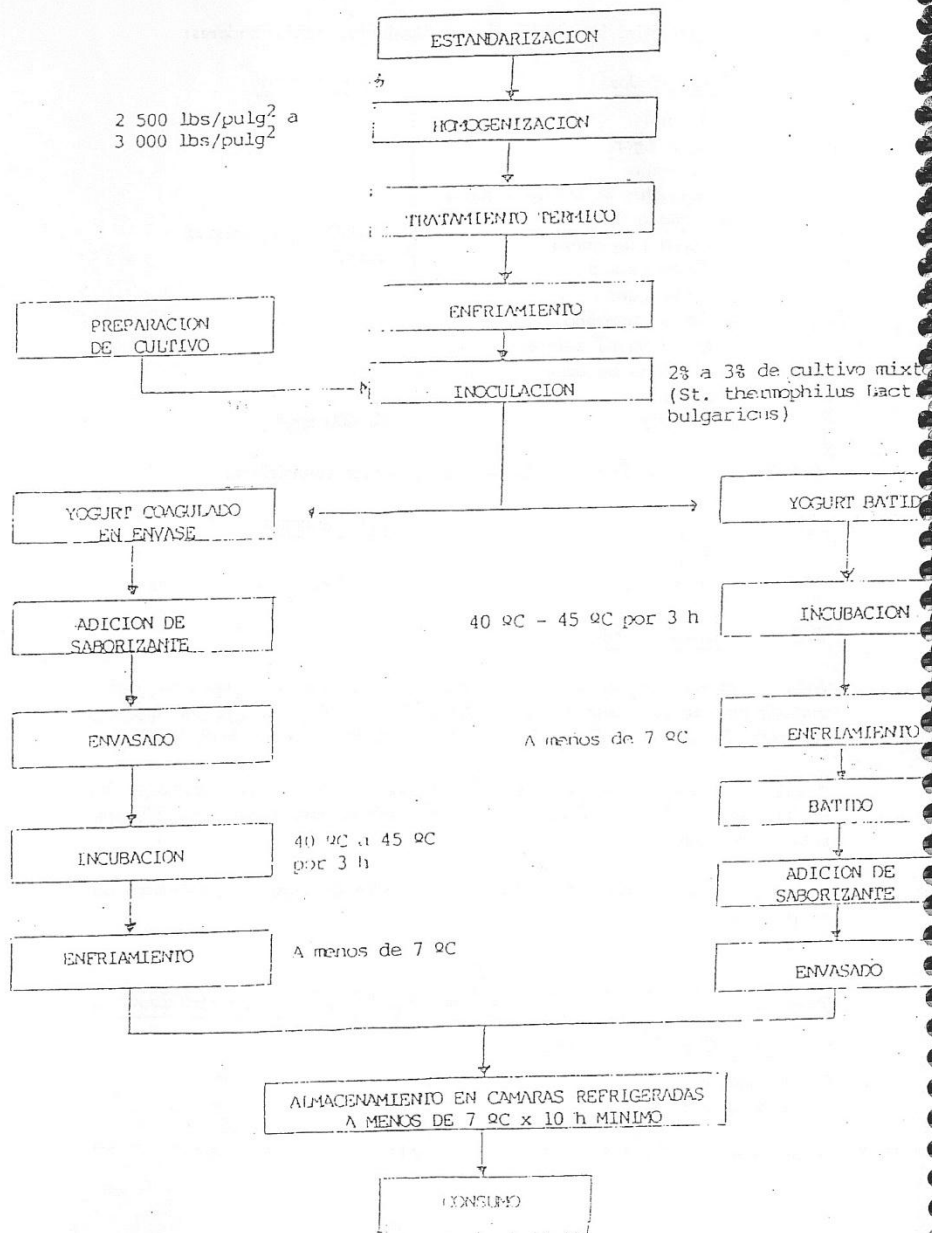 ESTANDARIZACION
2 500 lbs/pulg² a
3 000 lbs/pulg²
HOMOGENIZACION
TRATAMIENTO TERMICO
ENFRIAMIENTO
PREPARACION
DE CULTIVO
INOCULACION
2% a 3% de cultivo mixto
(St. thermophilus Lact.
bulgaricus)
YOGURT COAGULADO
EN ENVASE
YOGURT BATID
ADICION DE
SABORIZANTE
40 ºC - 45 ºC por 3 h
INCUBACION
ENVASADO
A menos de 7 ºC
ENFRIAMIENTO
BATIDO
INCUBACION
40 ºC a 45 ºC
por 3 h
ADICION DE
SABORIZANTE
ENFRIAMIENTO
A menos de 7 ºC
ENVASADO
ALMACENAMIENTO EN CAMARAS REFRIGERADAS
A MENOS DE 7 ºC x 10 h MINIMO
CONSUMO